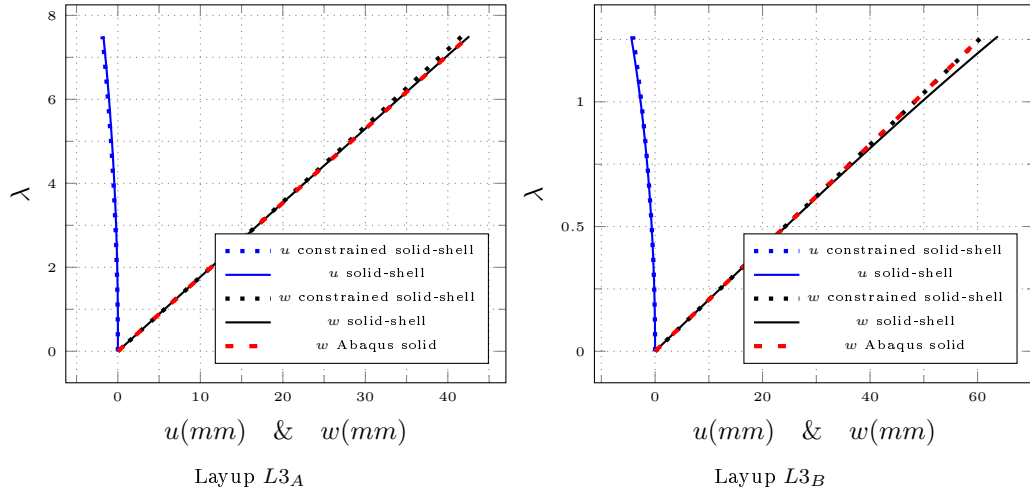 8
6
4
2
0
λ
0 10 20 30 40
u(mm) & w(mm)
u constrained solid-shell
u solid-shell
w constrained solid-shell
w solid-shell
w Abaqus solid
Layup L3_A
1
0.5
0
λ
0 20 40 60
u(mm) & w(mm)
u constrained solid-shell
u solid-shell
w constrained solid-shell
w solid-shell
w Abaqus solid
Layup L3_B